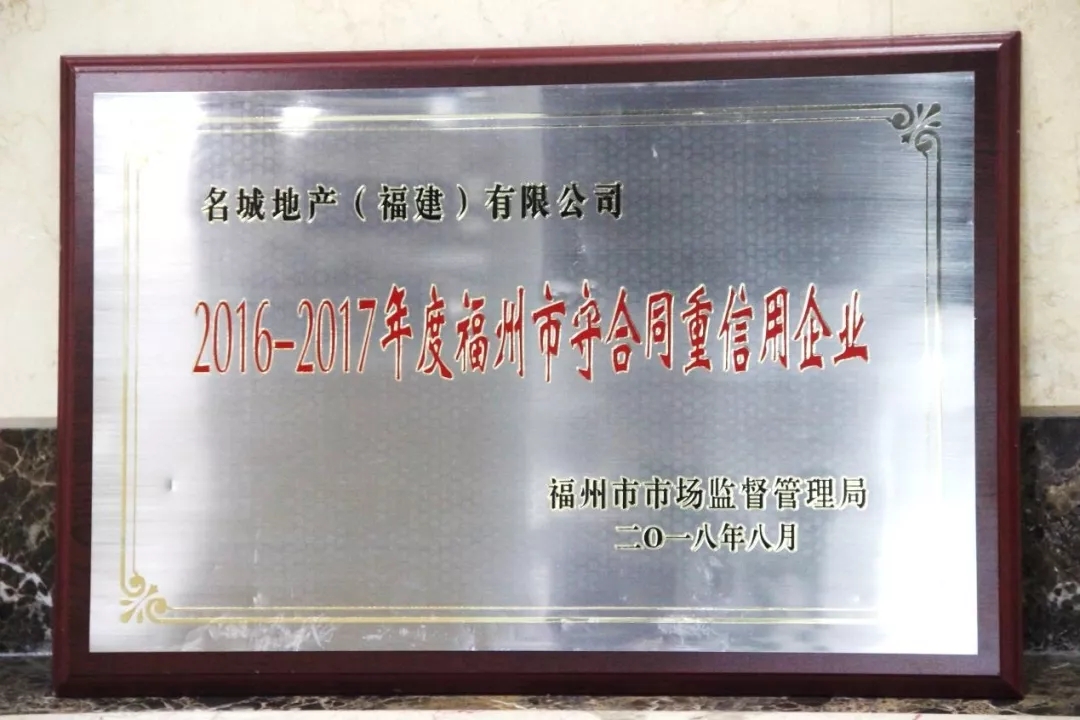 名城地产（福建）有限公司
2016-2017年度福州市守合同重信用企业
福州市市场监督管理局
二〇一八年八月